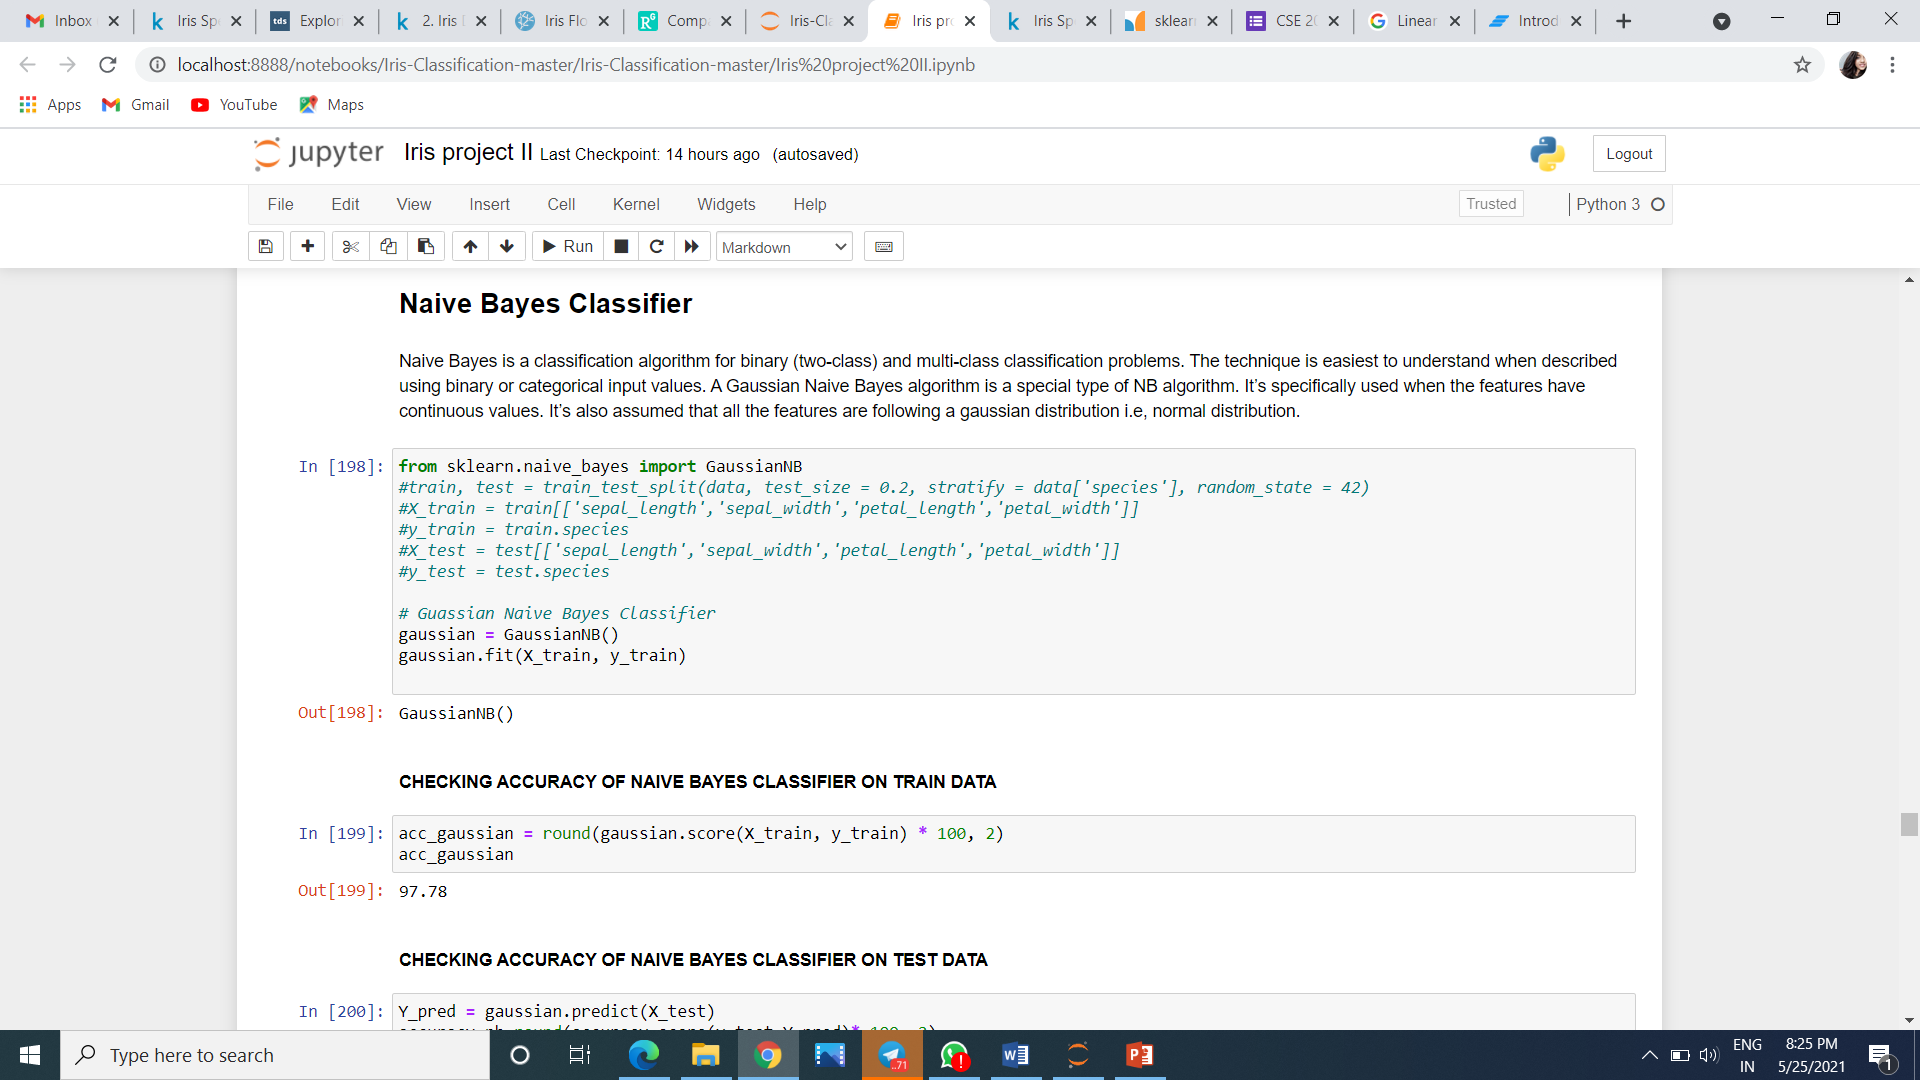 Inbox
Iris Sp
tds Explor
2. Iris
Iris Flo
Comp
Iris-Cl
Iris pr
Iris Sp
sklear
CSE 20
Linear
Introd
localhost:8888/notebooks/Iris-Classification-master/Iris-Classification-master/Iris%20project%20II.ipynb
Apps Gmail YouTube Maps
jupyter Iris project II Last Checkpoint: 14 hours ago (autosaved)
Logout
File Edit View Insert Cell Kernel Widgets Help
Trusted Python 3
Run Markdown
Naive Bayes Classifier
Naive Bayes is a classification algorithm for binary (two-class) and multi-class classification problems. The technique is easiest to understand when described
using binary or categorical input values. A Gaussian Naive Bayes algorithm is a special type of NB algorithm. It’s specifically used when the features have
continuous values. It’s also assumed that all the features are following a gaussian distribution i.e, normal distribution.
In [198]: from sklearn.naive_bayes import GaussianNB
#train, test = train_test_split(data, test_size = 0.2, stratify = data['species'], random_state = 42)
#X_train = train[['sepal_length','sepal_width','petal_length','petal_width']]
#y_train = train.species
#X_test = test[['sepal_length','sepal_width','petal_length','petal_width']]
#y_test = test.species
# Guassian Naive Bayes Classifier
gaussian = GaussianNB()
gaussian.fit(X_train, y_train)
Out[198]: GaussianNB()
CHECKING ACCURACY OF NAIVE BAYES CLASSIFIER ON TRAIN DATA
In [199]: acc_gaussian = round(gaussian.score(X_train, y_train) * 100, 2)
acc_gaussian
Out[199]: 97.78
CHECKING ACCURACY OF NAIVE BAYES CLASSIFIER ON TEST DATA
In [200]: Y_pred = gaussian.predict(X_test)
Type here to search
ENG
IN
8:25 PM
5/25/2021
1